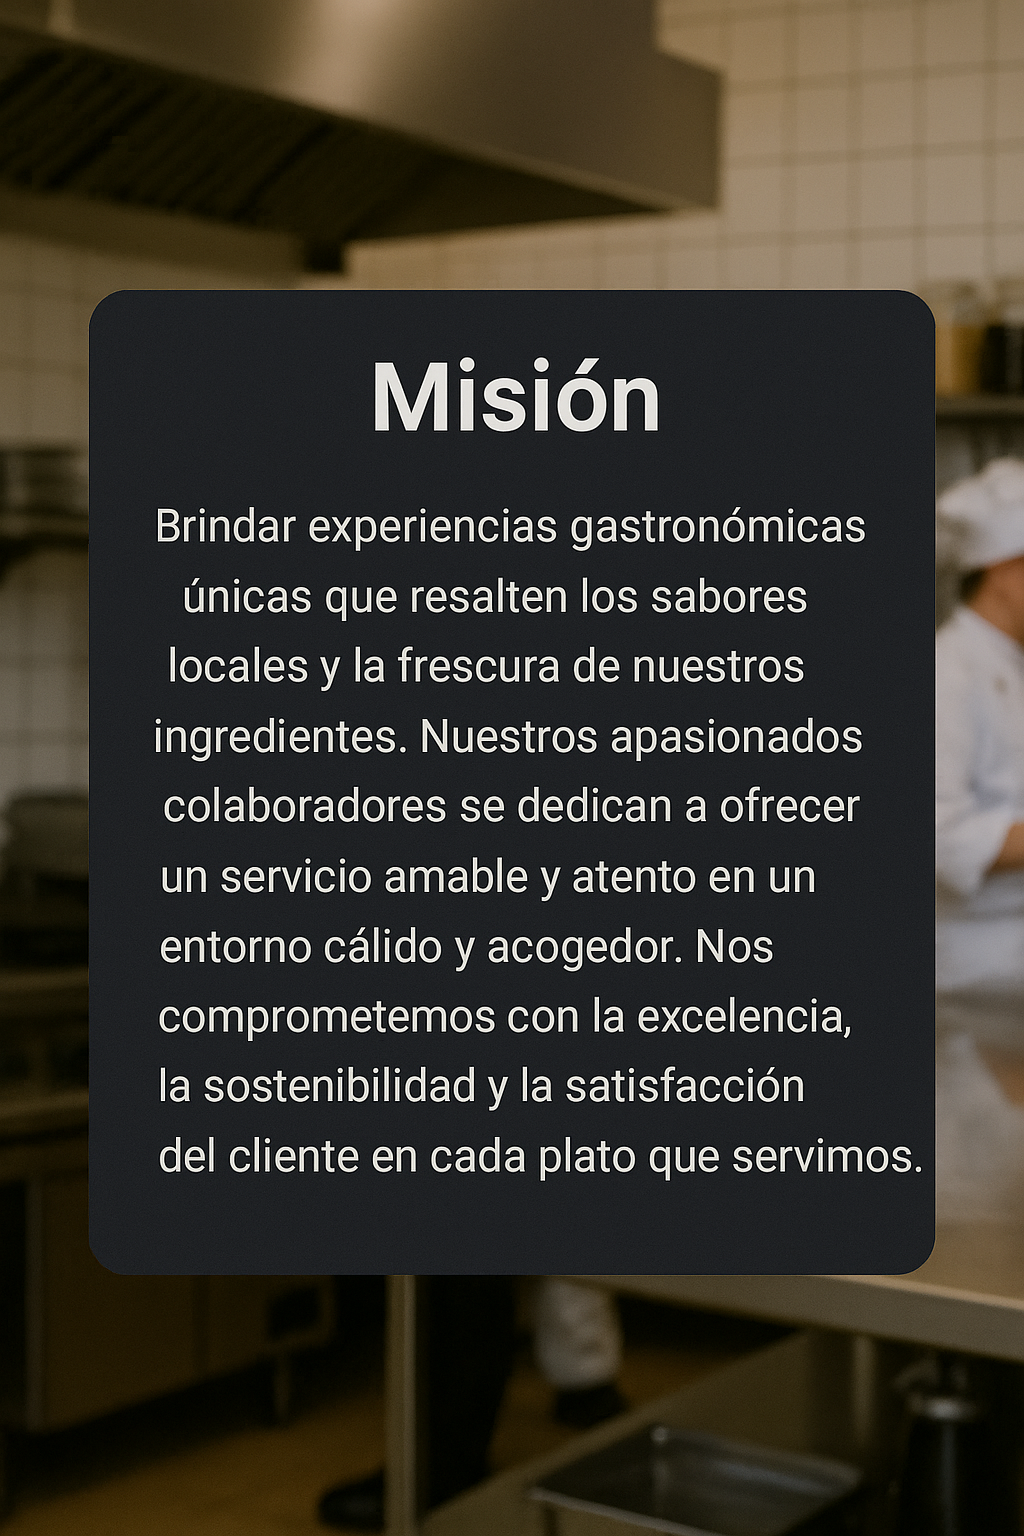 Misión
Brindar experiencias gastronómicas
únicas que resalten los sabores
locales y la frescura de nuestros
ingredientes. Nuestros apasionados
colaboradores se dedican a ofrecer
un servicio amable y atento en un
entorno cálido y acogedor. Nos
comprometemos con la excelencia,
la sostenibilidad y la satisfacción
del cliente en cada plato que servimos.